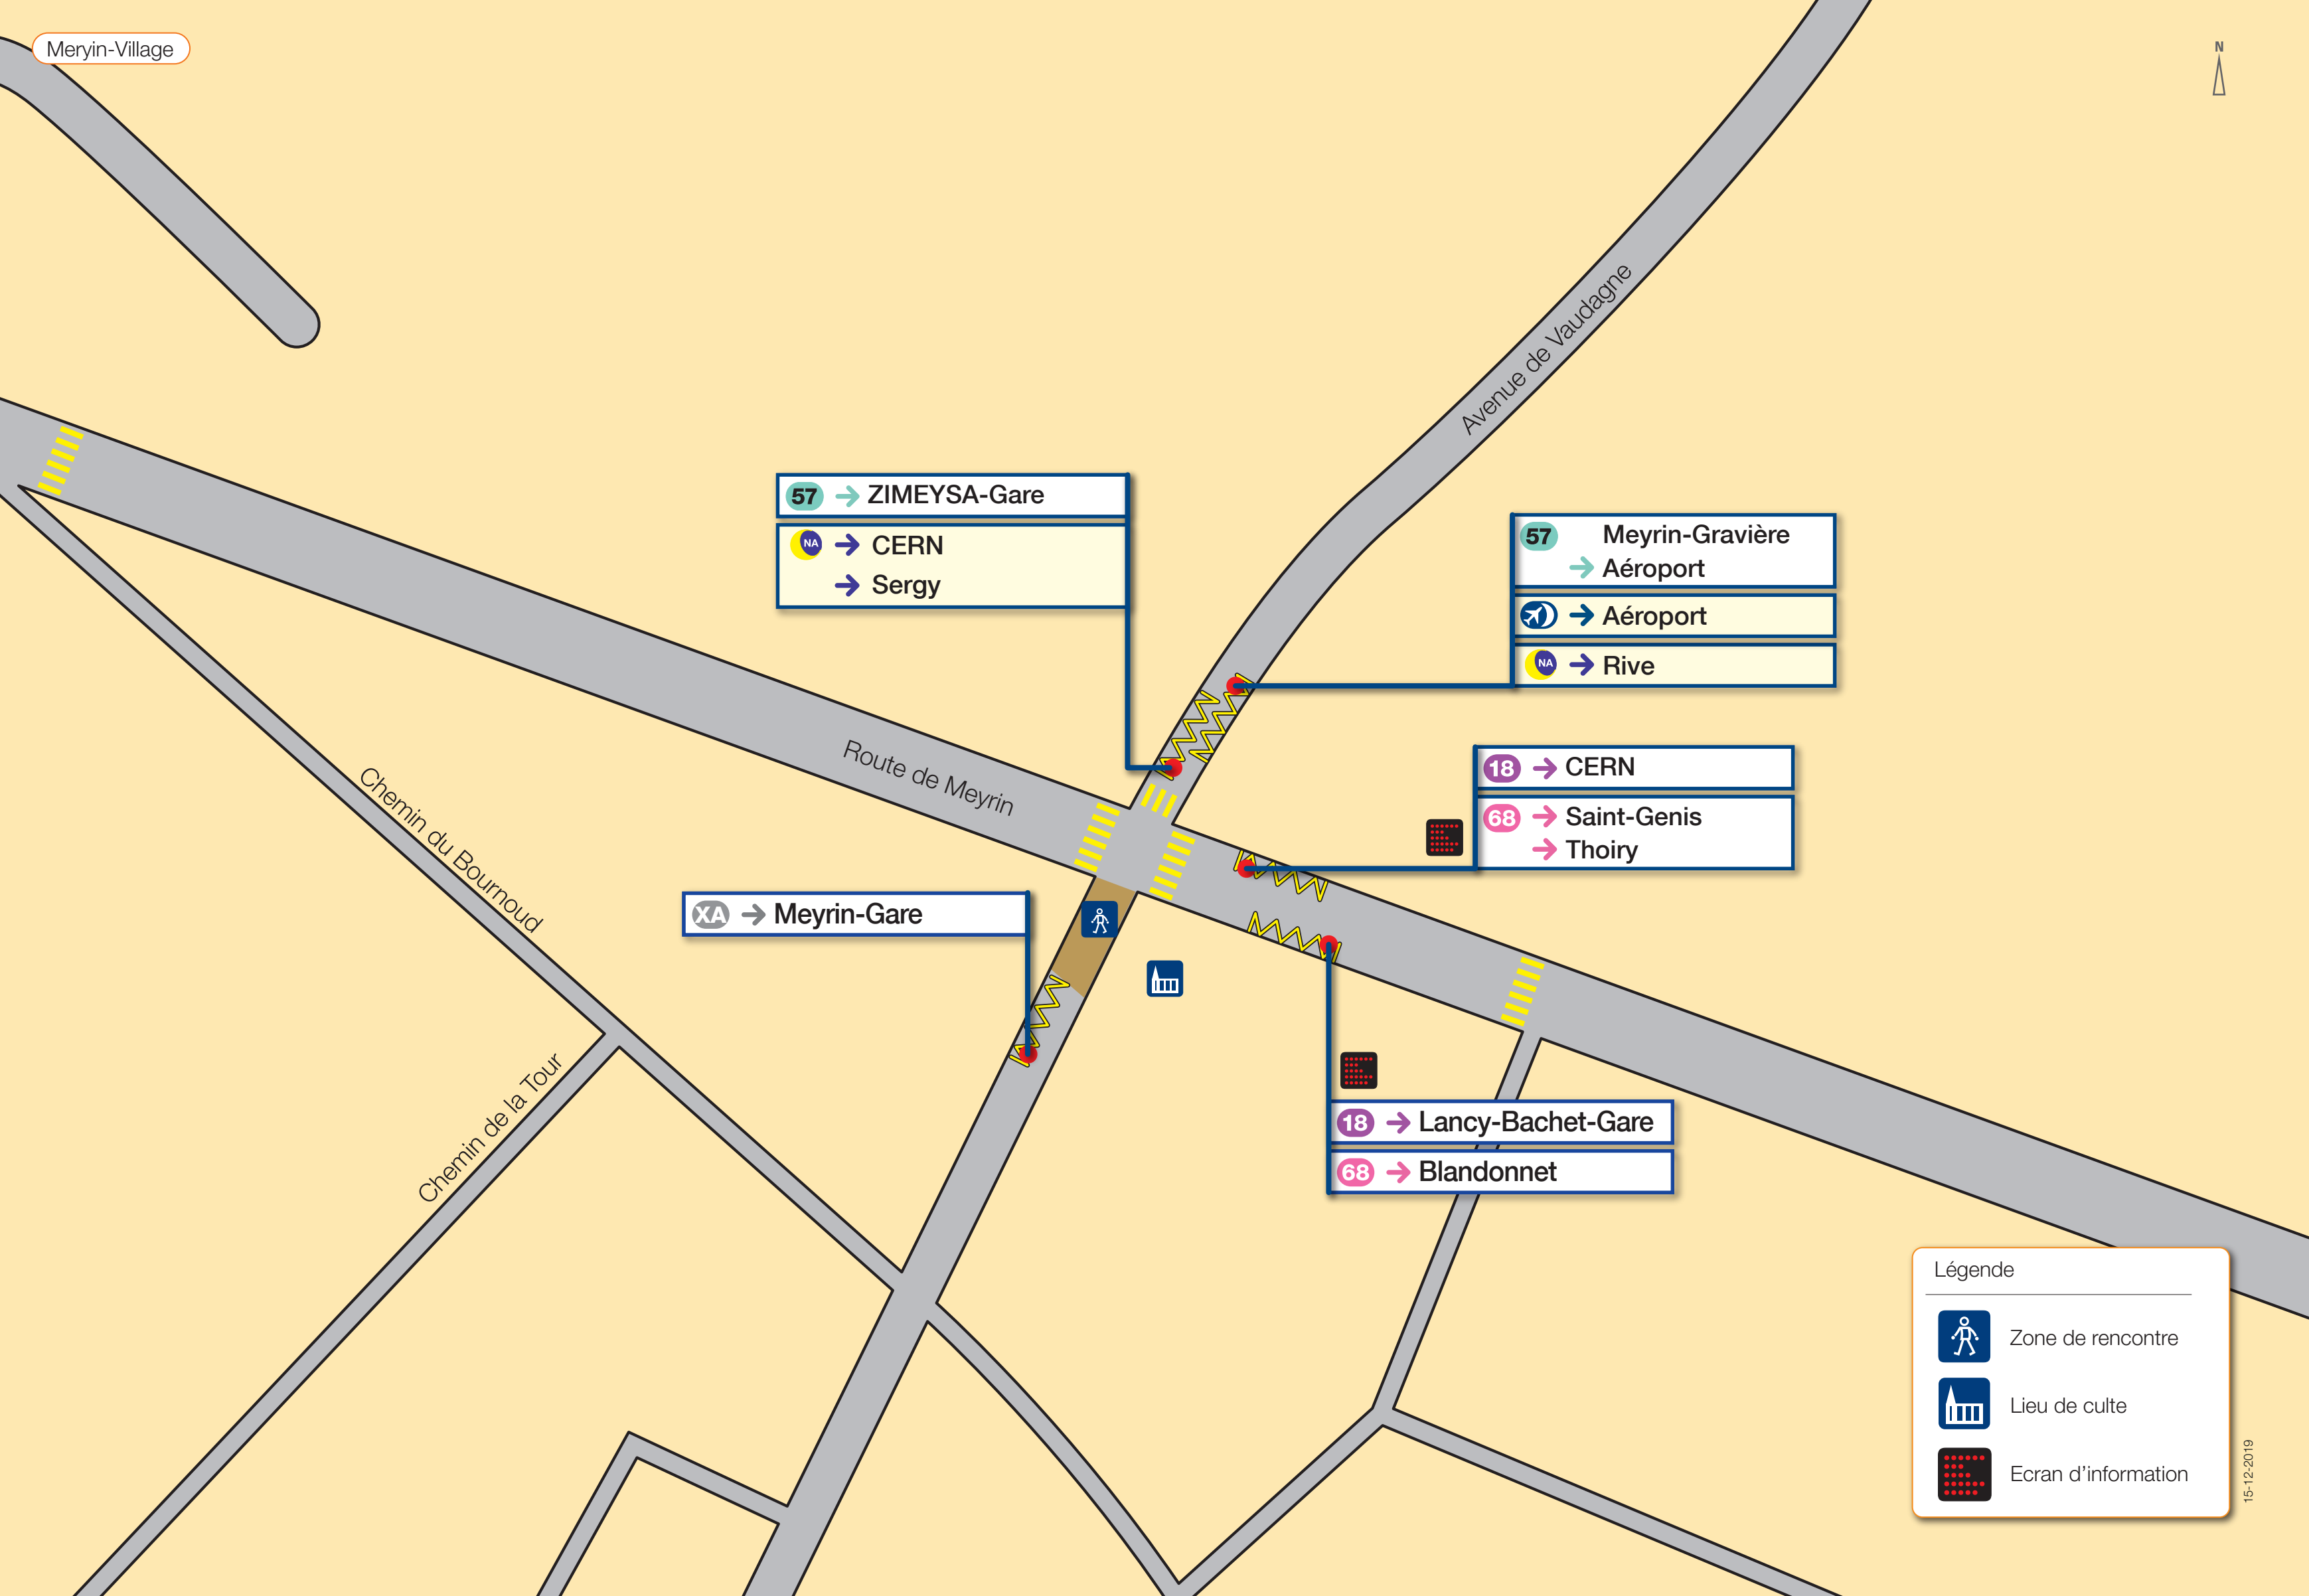 Meryin-Village
N
Avenue de Vaudagne
57 ZIMEYSA-Gare
NA CERN
Sergy
57 Meyrin-Gravière
Aéroport
Aéroport
NA Rive
Route de Meyrin
18 CERN
68 Saint-Genis
Thoiry
Chemin du Bournoud
XA Meyrin-Gare
Chemin de la Tour
18 Lancy-Bachet-Gare
68 Blandonnet
Légende
Zone de rencontre
Lieu de culte
Ecran d’information
15-12-2019